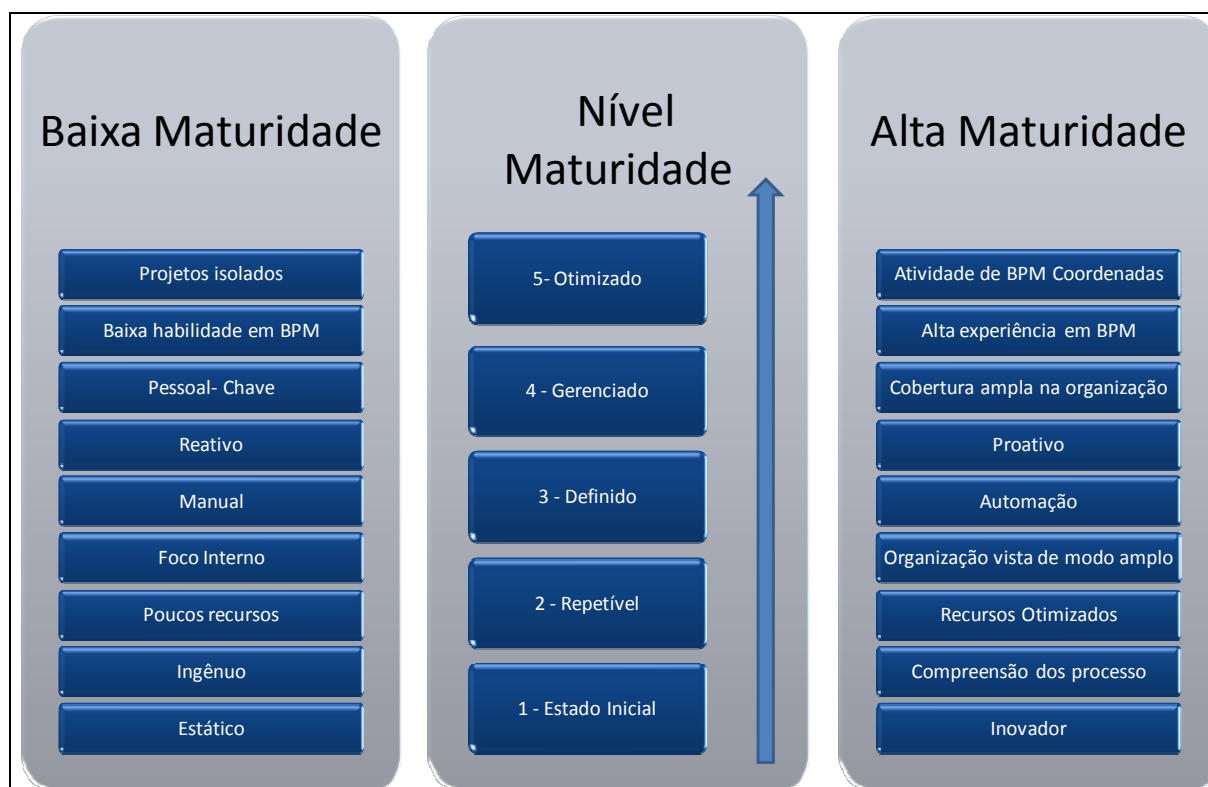 Baixa Maturidade
Projetos isolados
Baixa habilidade em BPM
Pessoal- Chave
Reativo
Manual
Foco Interno
Poucos recursos
Ingênuo
Estático
Nível
Maturidade
5- Otimizado
4 - Gerenciado
3 - Definido
2 - Repetível
1 - Estado Inicial
Alta Maturidade
Atividade de BPM Coordenadas
Alta experiência em BPM
Cobertura ampla na organização
Proativo
Automação
Organização vista de modo amplo
Recursos Otimizados
Compreensão dos processo
Inovador